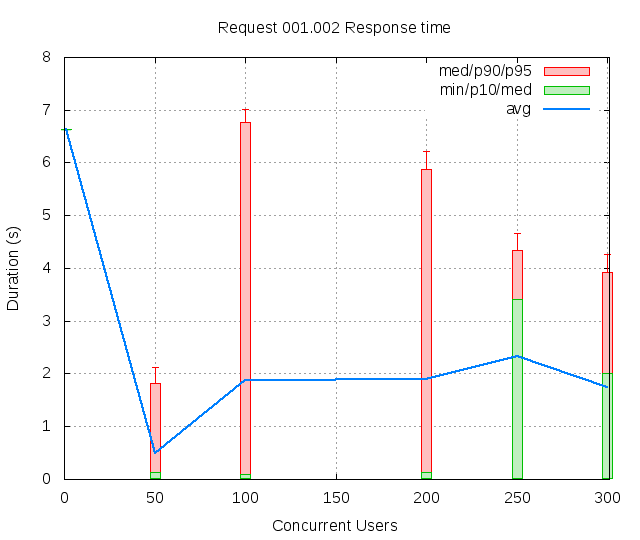 Request 001.002 Response time
med/p90/p95
min/p10/med
avg
8
7
6
5
4
3
2
1
0
Duration (s)
0 50 100 150 200 250 300
Concurrent Users